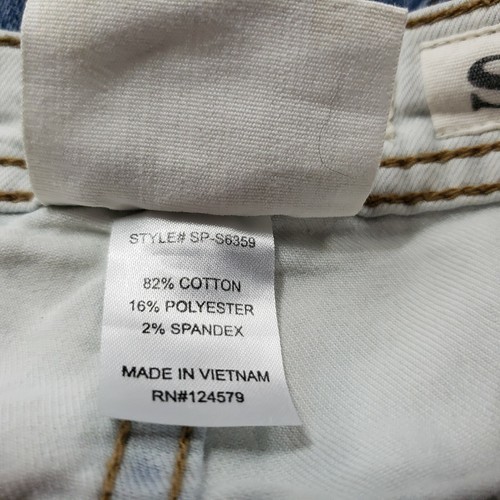 STYLE# SP-S6359
82% COTTON
16% POLYESTER
2% SPANDEX
MADE IN VIETNAM
RN#124579